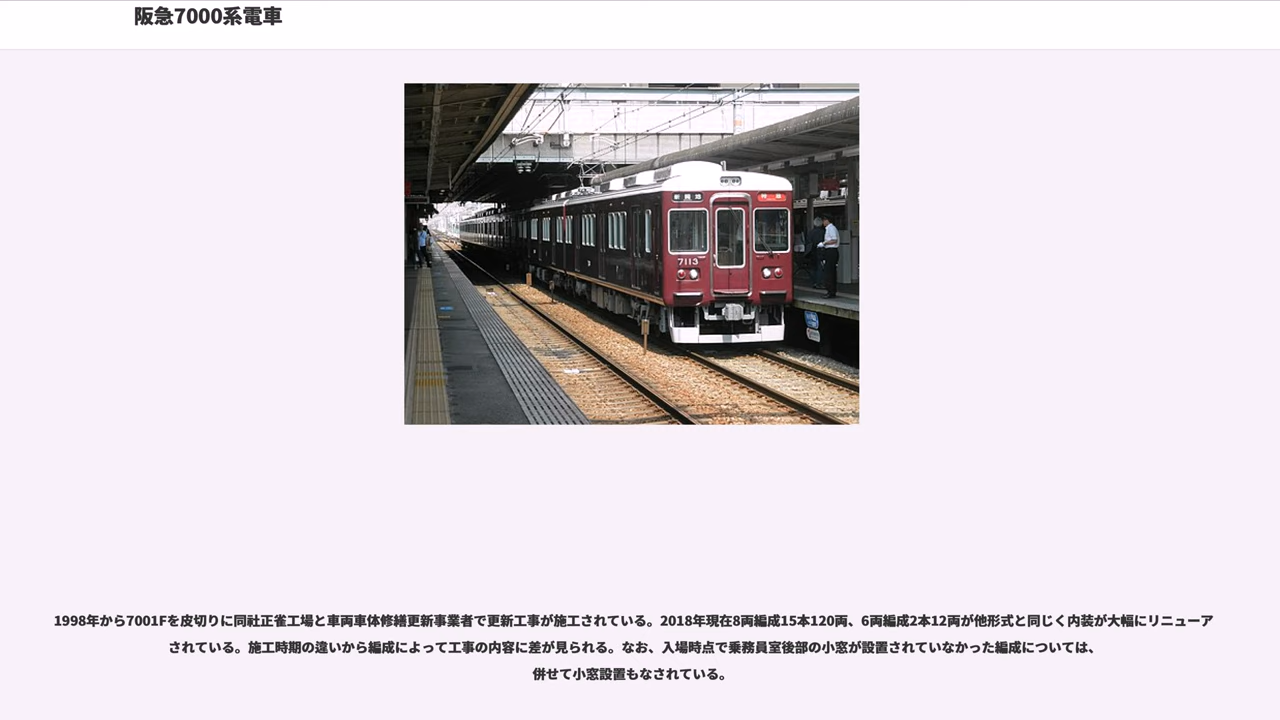 阪急7000系電車
7113
1998年から7001Fを皮切りに同社正雀工場と車両車体修繕更新事業者で更新工事が施工されている。2018年現在8両編成15本120両、6両編成2本12両が他形式と同じく内装が大幅にリニューア
されている。施工時期の違いから編成によって工事の内容に差が見られる。なお、入場時点で乗務員室後部の小窓が設置されていなかった編成については、
併せて小窓設置もなされている。